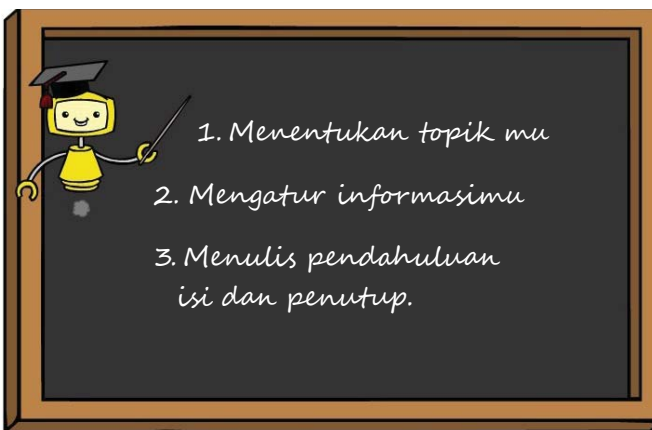 1. Menentukan topik mu
2. Mengatur informasimu
3. Menulis pendahuluan
isi dan penutup.